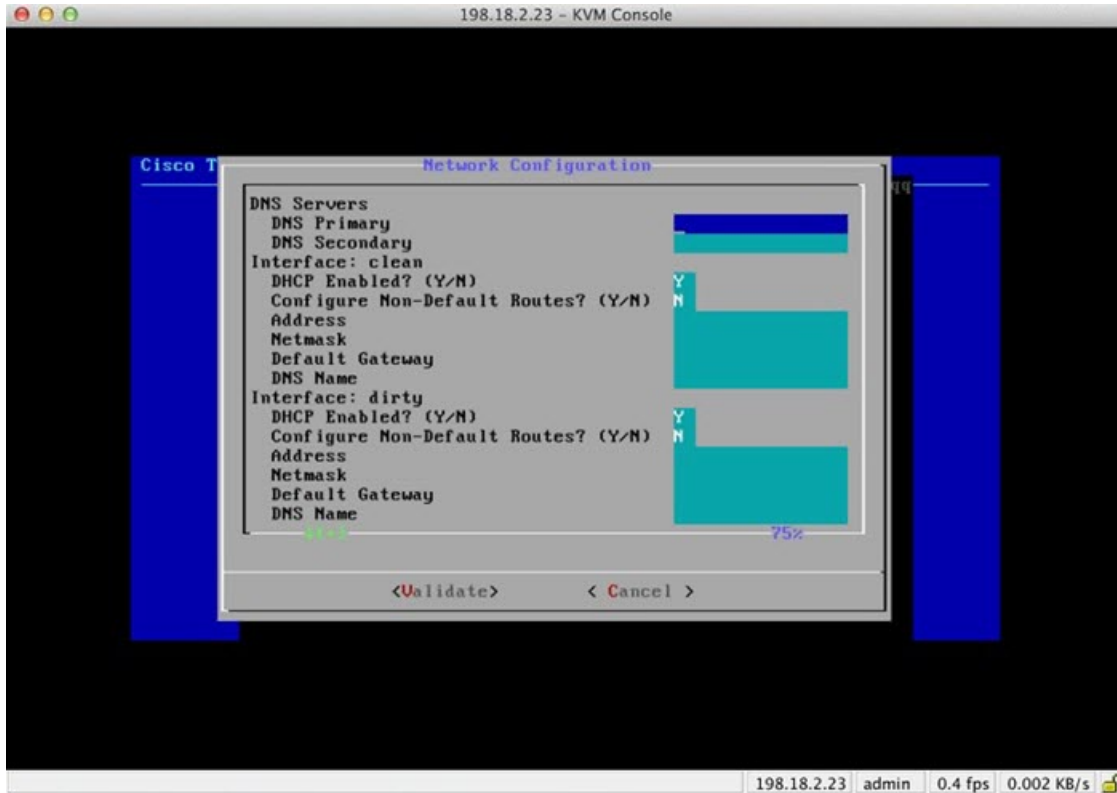 198.18.2.23 – KVM Console
Cisco T
Network Configuration
qq
DNS Servers
DNS Primary
DNS Secondary
Interface: clean
DHCP Enabled? (Y/N) Y
Configure Non-Default Routes? (Y/N) N
Address
Netmask
Default Gateway
DNS Name
Interface: dirty
DHCP Enabled? (Y/N) Y
Configure Non-Default Routes? (Y/N) N
Address
Netmask
Default Gateway
DNS Name
75%
<Validate> < Cancel >
198.18.2.23 admin 0.4 fps 0.002 KB/s